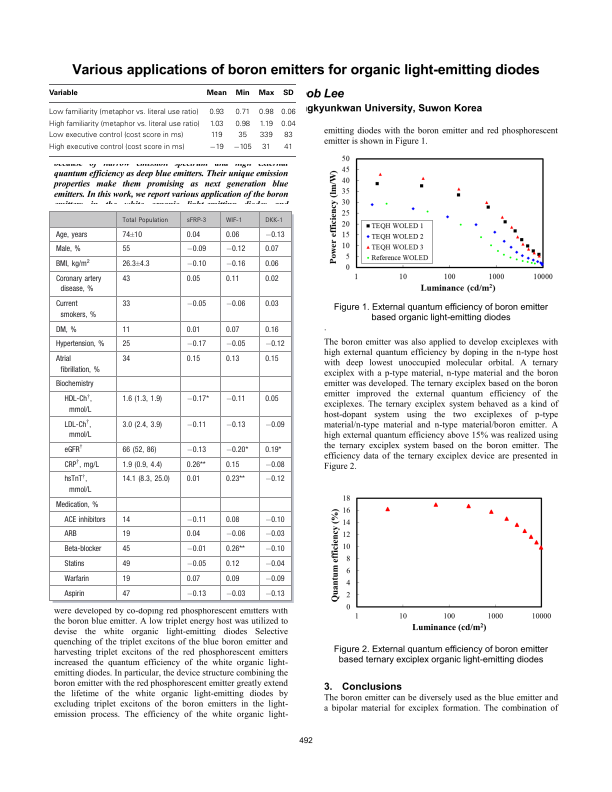 Various applications of boron emitters for organic light-emitting diodes
ob Lee
gkyunkwan University, Suwon Korea
Variable Mean Min Max SD
Low familiarity (metaphor vs. literal use ratio) 0.93 0.71 0.98 0.06
High familiarity (metaphor vs. literal use ratio) 1.03 0.98 1.19 0.04
Low executive control (cost score in ms) 119 35 339 83
High executive control (cost score in ms) −19 −105 31 41
because of narrow emission spectrum and high external
quantum efficiency as deep blue emitters. Their unique emission
properties make them promising as next generation blue
emitters. In this work, we report various application of the boron
emitters in the white organic light-emitting diodes and
Total Population sFRP-3 WIF-1 DKK-1
Age, years 74±10 0.04 0.06 −0.13
Male, % 55 −0.09 −0.12 0.07
BMI, kg/m² 26.3±4.3 −0.10 −0.16 0.06
Coronary artery 43 0.05 0.11 0.02
disease, %
Current 33 −0.05 −0.06 0.03
smokers, %
DM, % 11 0.01 0.07 0.16
Hypertension, % 25 −0.17 −0.05 −0.12
Atrial 34 0.15 0.13 0.15
fibrillation, %
Biochemistry
HDL-Ch†, 1.6 (1.3, 1.9) −0.17* −0.11 0.05
mmol/L
LDL-Ch†, 3.0 (2.4, 3.9) −0.11 −0.13 −0.09
mmol/L
eGFR† 66 (52, 86) −0.13 −0.20* 0.19*
CRP†, mg/L 1.9 (0.9, 4.4) 0.26** 0.15 −0.08
hsTnT†, 14.1 (8.3, 25.0) 0.01 0.23** −0.12
mmol/L
Medication, %
ACE inhibitors 14 −0.11 0.08 −0.10
ARB 19 0.04 −0.06 −0.03
Beta-blocker 45 −0.01 0.26** −0.10
Statins 49 −0.05 0.12 −0.04
Warfarin 19 0.07 0.09 −0.09
Aspirin 47 −0.13 −0.03 −0.13
were developed by co-doping red phosphorescent emitters with
the boron blue emitter. A low triplet energy host was utilized to
devise the white organic light-emitting diodes Selective
quenching of the triplet excitons of the blue boron emitter and
harvesting triplet excitons of the red phosphorescent emitters
increased the quantum efficiency of the white organic light-
emitting diodes. In particular, the device structure combining the
boron emitter with the red phosphorescent emitter greatly extend
the lifetime of the white organic light-emitting diodes by
excluding triplet excitons of the boron emitters in the light-
emission process. The efficiency of the white organic light-
emitting diodes with the boron emitter and red phosphorescent
emitter is shown in Figure 1.
50
45
40
35
30
25
20
15
10
5
0
Power efficiency (lm/W)
TEQH WOLED 1
TEQH WOLED 2
TEQH WOLED 3
Reference WOLED
1 10 100 1000 10000
Luminance (cd/m²)
Figure 1. External quantum efficiency of boron emitter
based organic light-emitting diodes
.
The boron emitter was also applied to develop exciplexes with
high external quantum efficiency by doping in the n-type host
with deep lowest unoccupied molecular orbital. A ternary
exciplex with a p-type material, n-type material and the boron
emitter was developed. The ternary exciplex based on the boron
emitter improved the external quantum efficiency of the
exciplexes. The ternary exciplex system behaved as a kind of
host-dopant system using the two exciplexes of p-type
material/n-type material and n-type material/boron emitter. A
high external quantum efficiency above 15% was realized using
the ternary exciplex system based on the boron emitter. The
efficiency data of the ternary exciplex device are presented in
Figure 2.
18
16
14
12
10
8
6
4
2
0
Quantum efficiency (%)
1 10 100 1000 10000
Luminance (cd/m²)
Figure 2. External quantum efficiency of boron emitter
based ternary exciplex organic light-emitting diodes
3. Conclusions
The boron emitter can be diversely used as the blue emitter and
a bipolar material for exciplex formation. The combination of
492